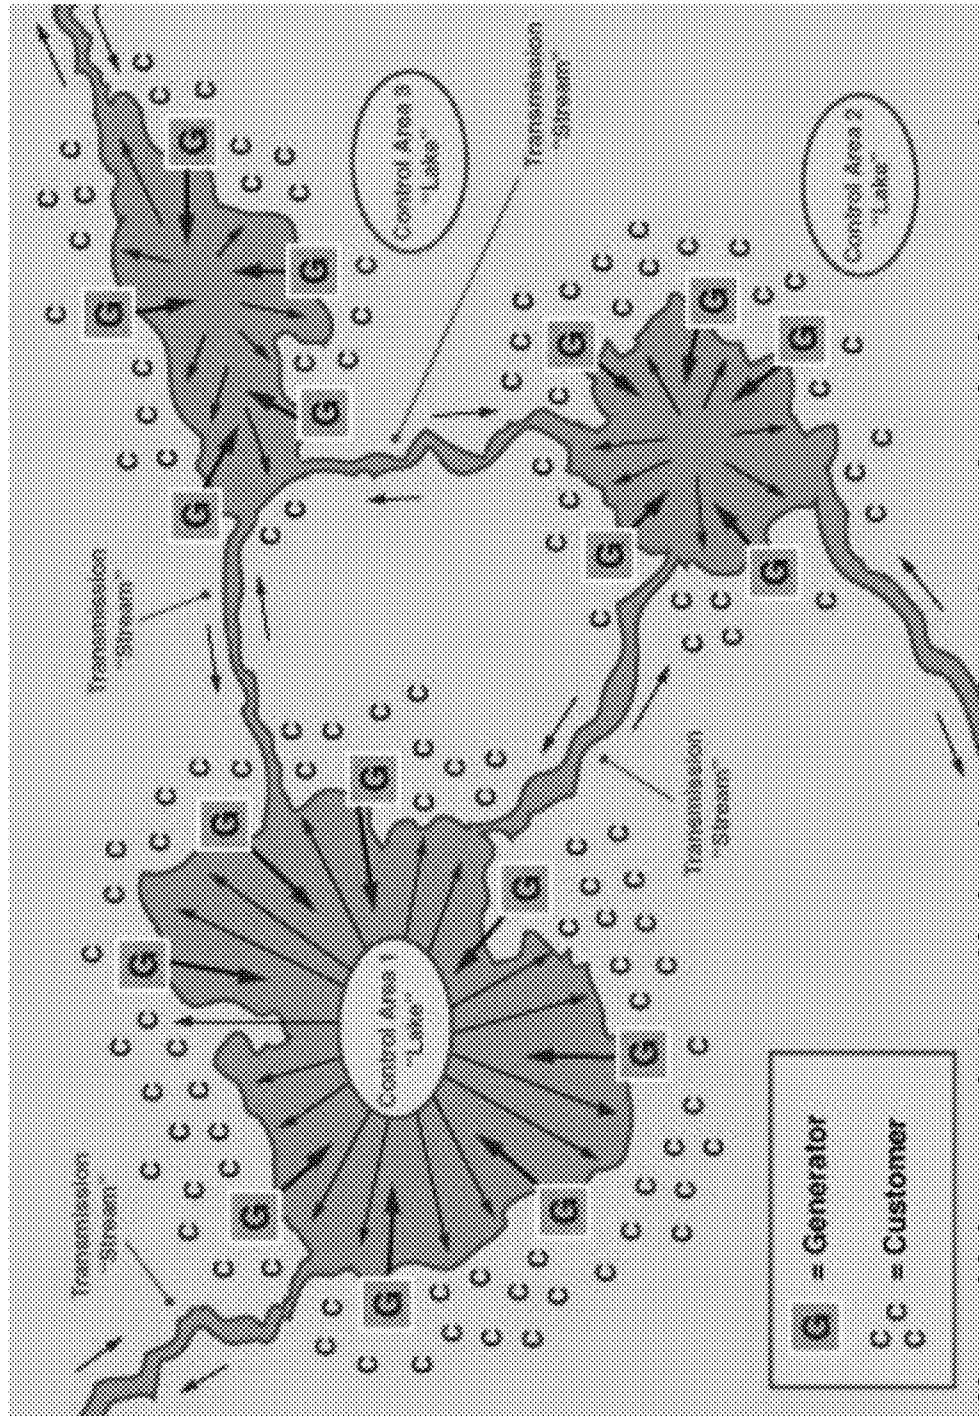 Transmission
"Stream"
Transmission
"Stream"
Control Area 1
"Lake"
Control Area 3
"Lake"
Transmission
"Stream"
Transmission
"Stream"
Control Area 2
"Lake"
G = Generator
C C C = Customer